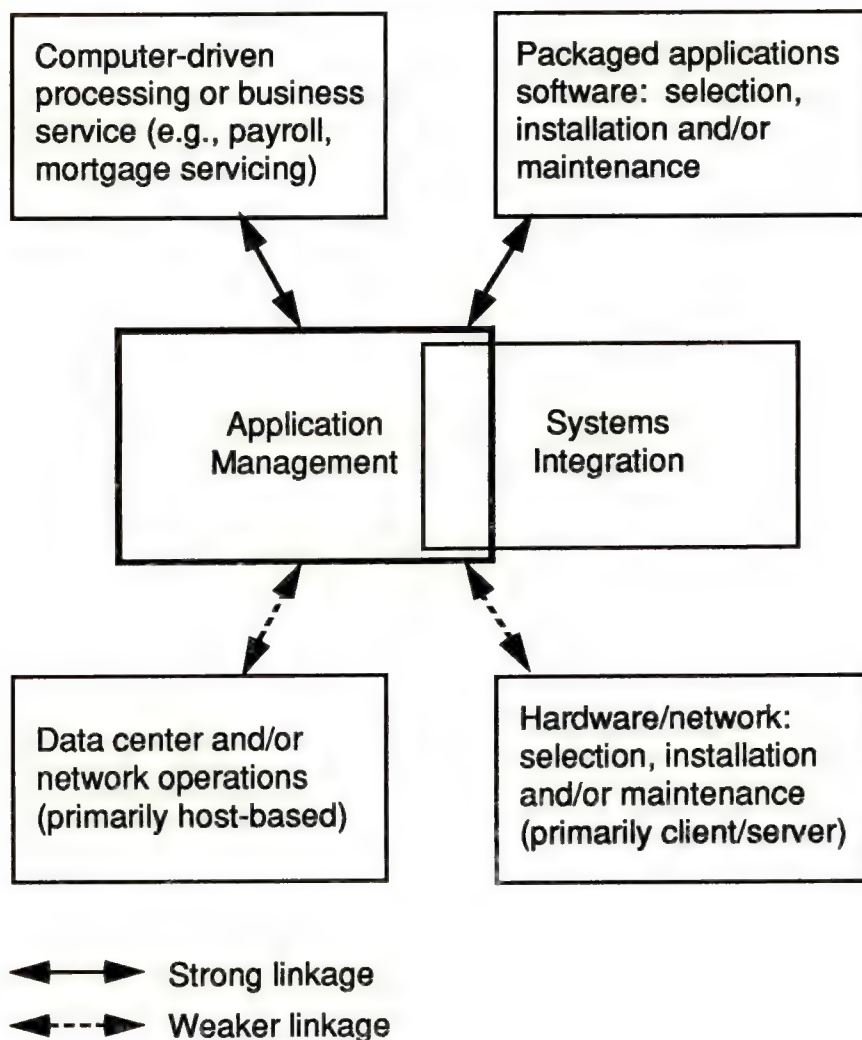 Computer-driven
processing or business
service (e.g., payroll,
mortgage servicing)
Packaged applications
software: selection,
installation and/or
maintenance
Application
Management
Systems
Integration
Data center and/or
network operations
(primarily host-based)
Hardware/network:
selection, installation
and/or maintenance
(primarily client/server)
Strong linkage
Weaker linkage